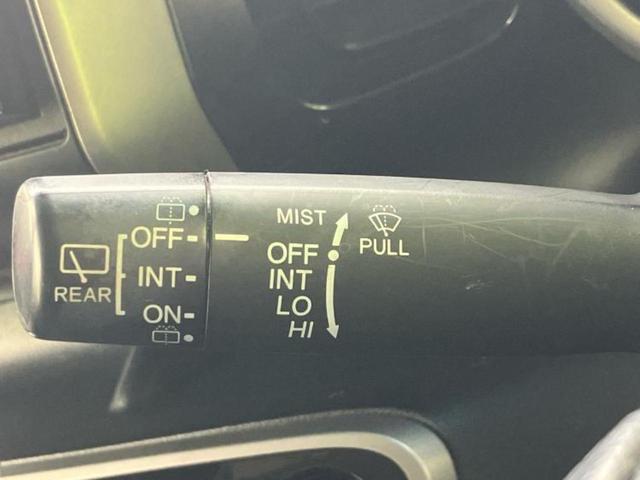 REAR
OFF
INT
ON
MIST
OFF
INT
LO
HI
PULL